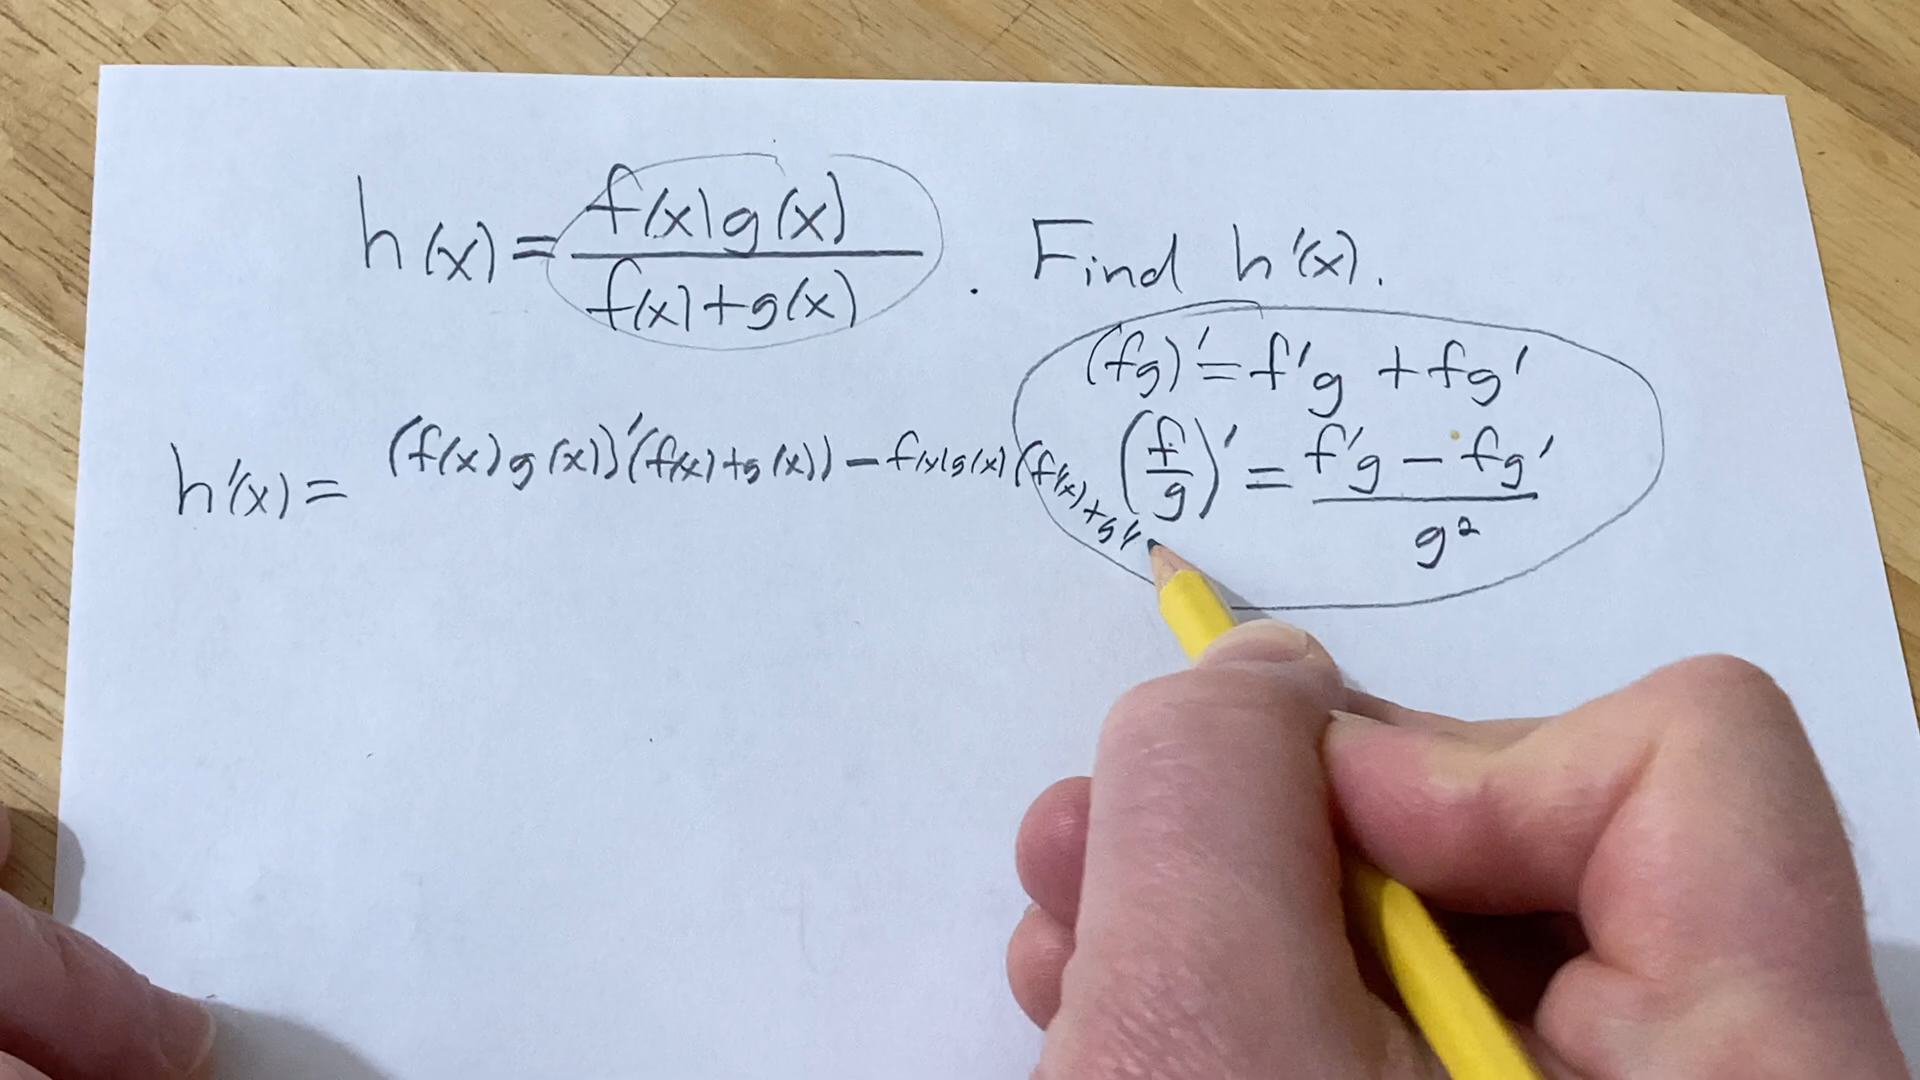 h(x) = f(x)g(x) / f(x)+g(x) . Find h'(x).
(fg)' = f'g + fg'
(f/g)' = f'g - fg' / g²
h'(x) = (f(x)g(x))'(f(x)+g(x)) - f(x)g(x)(f'(x)+g'(